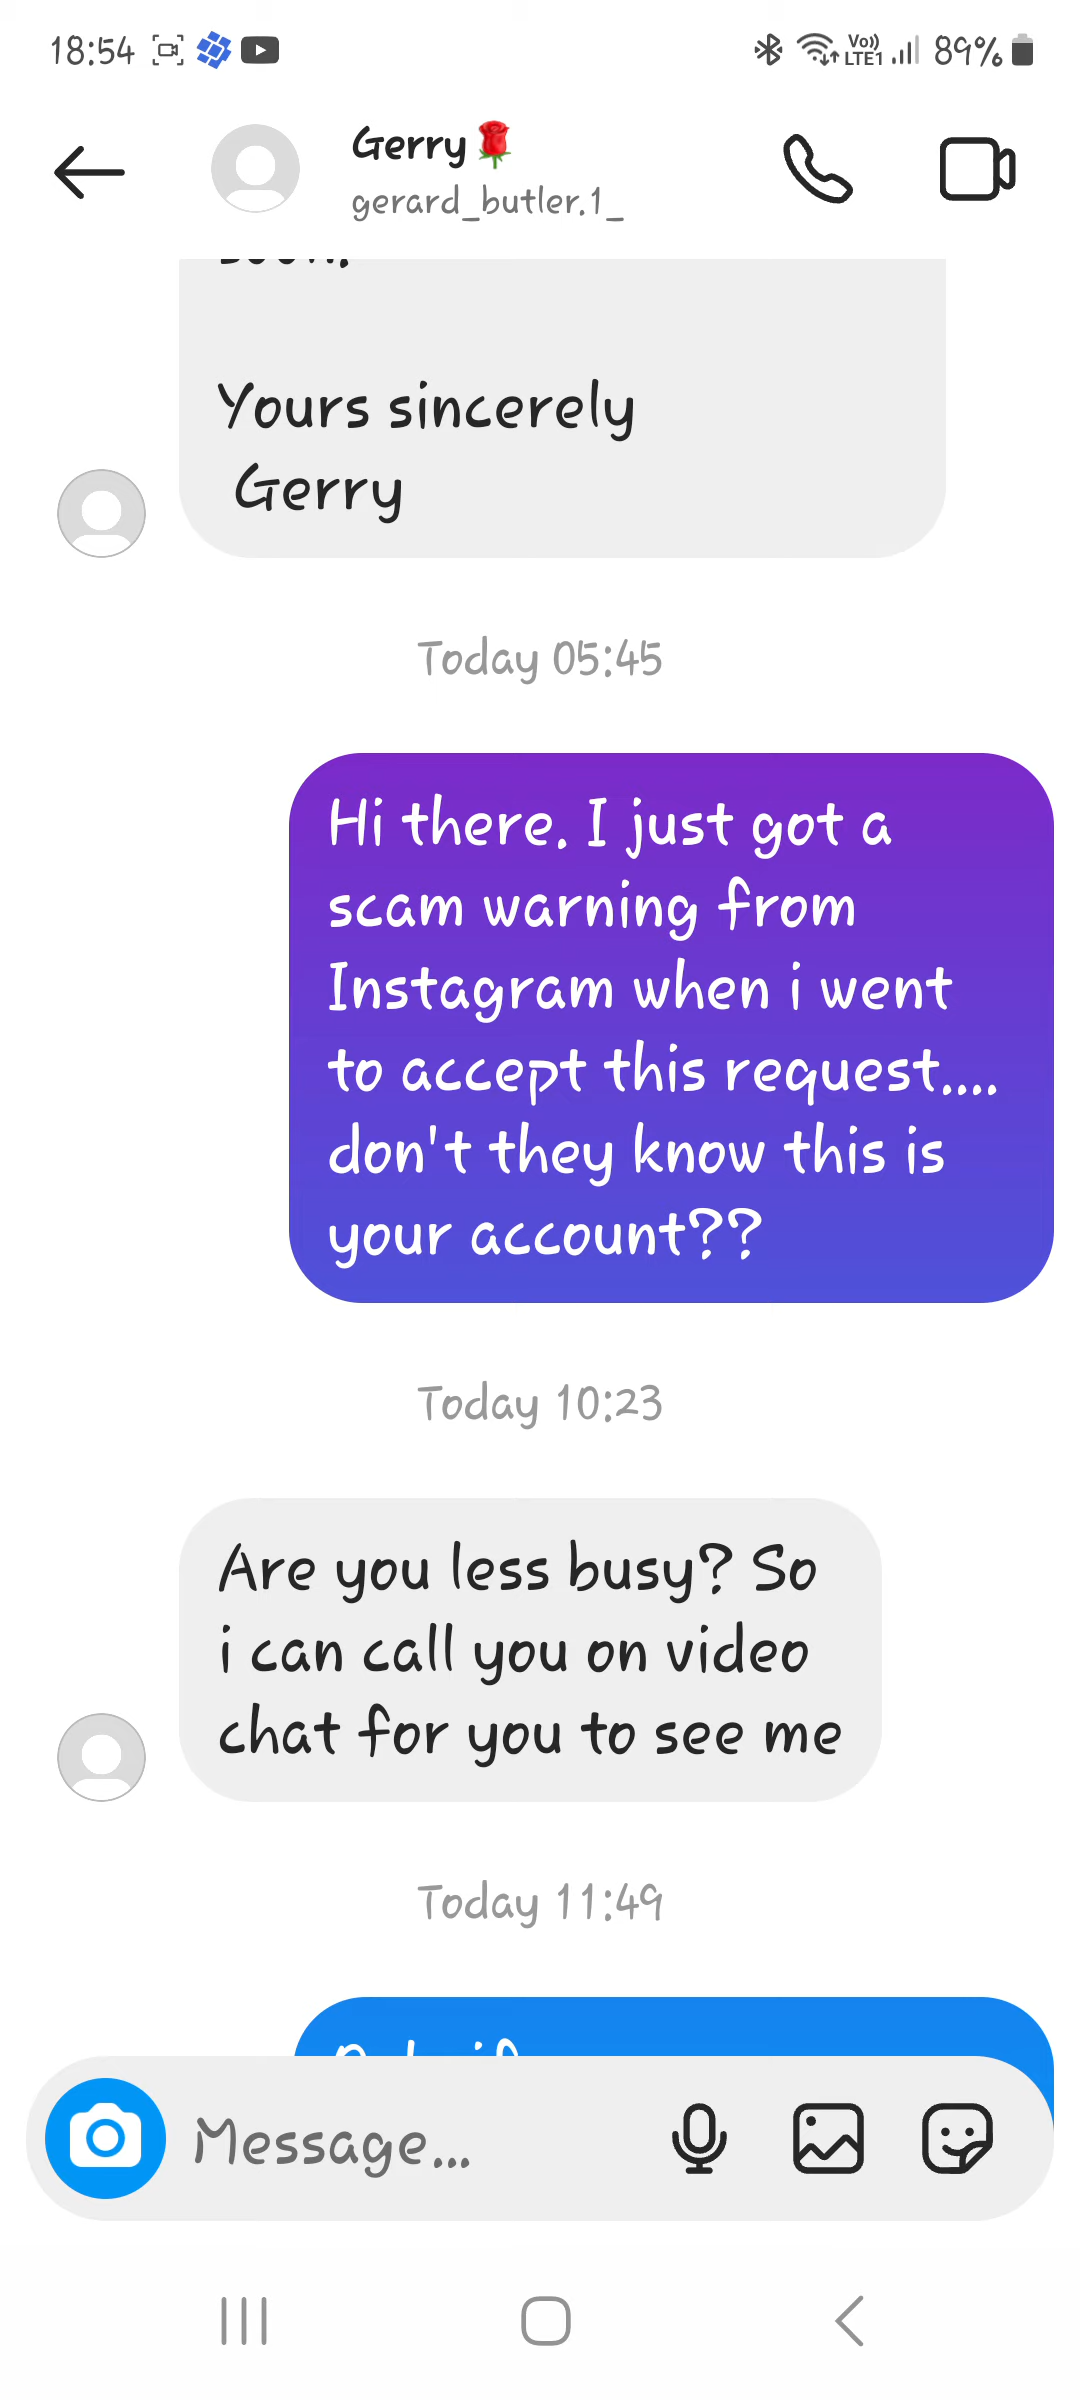 18:54
Vo)) LTE1 89%
Gerry🌹
gerard_butler.1_
Yours sincerely
Gerry
Today 05:45
Hi there. I just got a
scam warning from
Instagram when i went
to accept this request....
don't they know this is
your account??
Today 10:23
Are you less busy? So
i can call you on video
chat for you to see me
Today 11:49
Message...